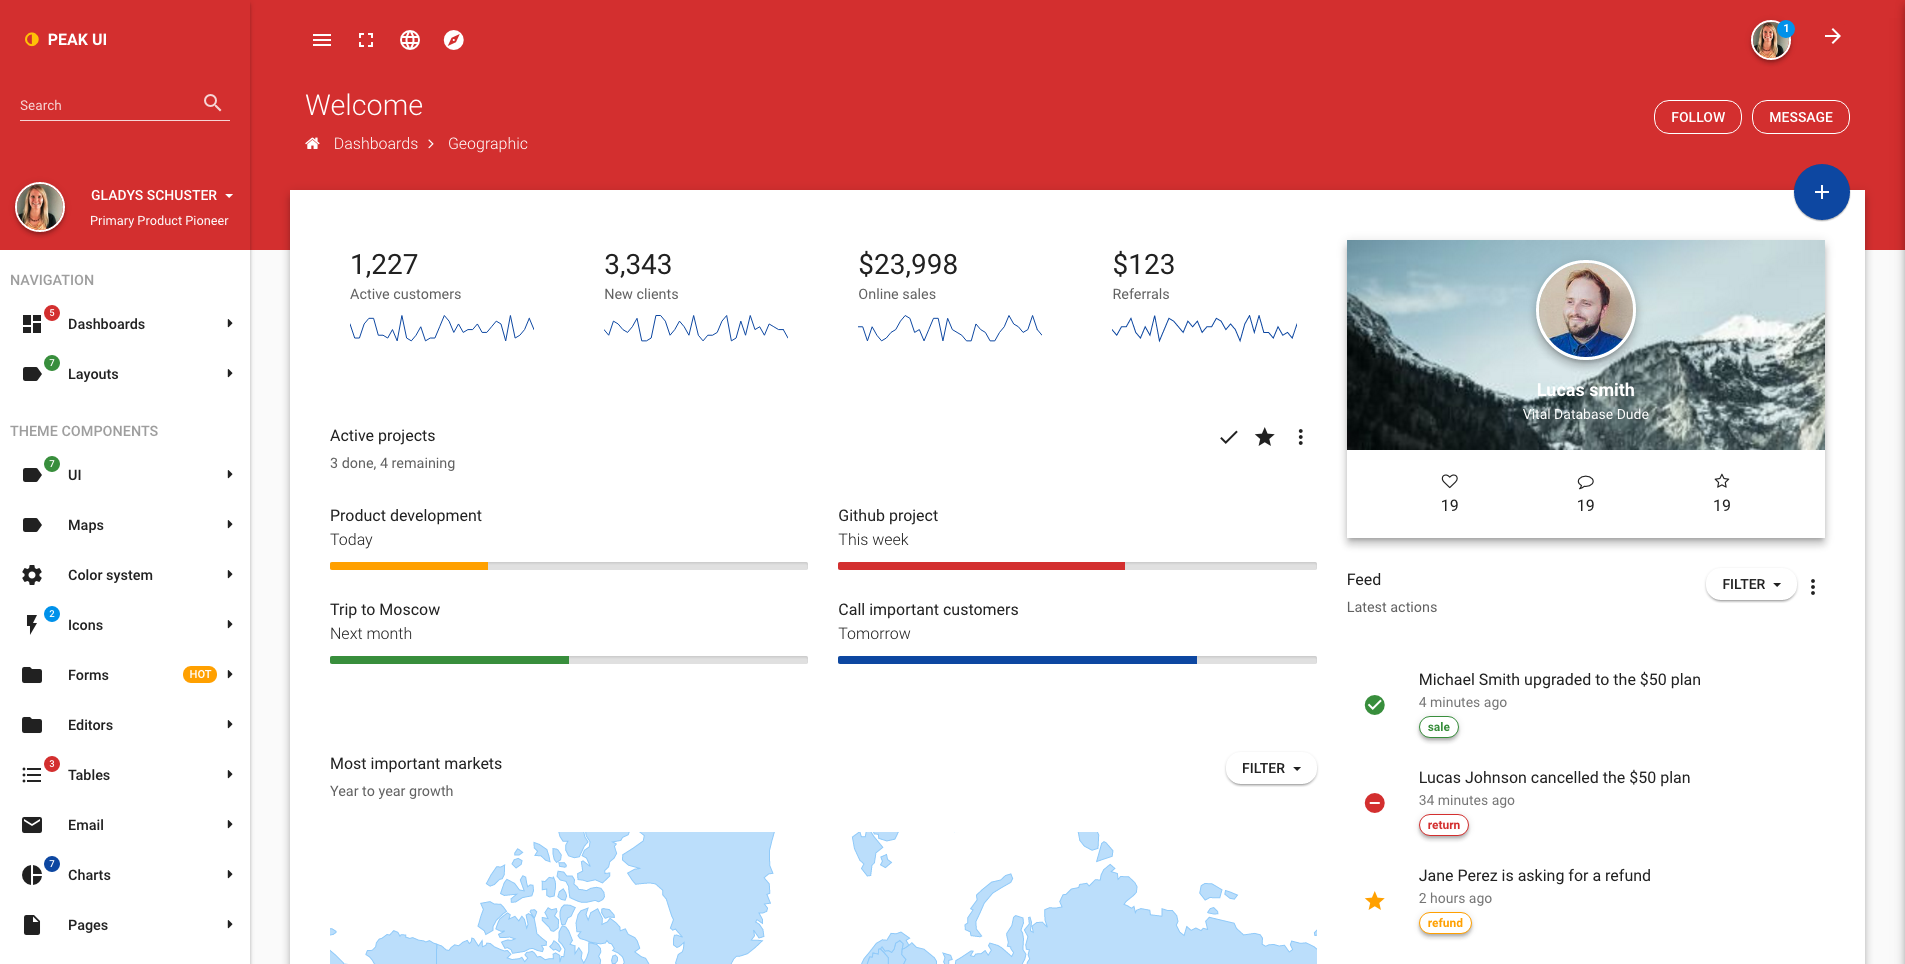 PEAK UI
Search
GLADYS SCHUSTER
Primary Product Pioneer
NAVIGATION
5
Dashboards
7
Layouts
THEME COMPONENTS
7
UI
Maps
Color system
2
Icons
Forms HOT
Editors
3
Tables
Email
7
Charts
Pages
1
Welcome
Dashboards Geographic
FOLLOW MESSAGE
+
1,227
Active customers
3,343
New clients
$23,998
Online sales
$123
Referrals
Active projects
3 done, 4 remaining
Product development
Today
Github project
This week
Trip to Moscow
Next month
Call important customers
Tomorrow
Most important markets
Year to year growth
FILTER
Lucas smith
Vital Database Dude
19 19 19
Feed
Latest actions
FILTER
Michael Smith upgraded to the $50 plan
4 minutes ago
sale
Lucas Johnson cancelled the $50 plan
34 minutes ago
return
Jane Perez is asking for a refund
2 hours ago
refund